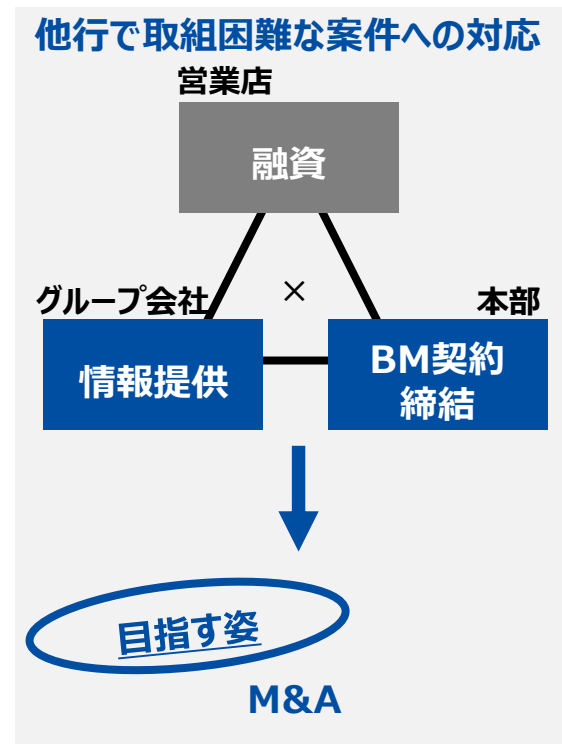 他行で取組困難な案件への対応
営業店
融資
×
グループ会社
本部
情報提供
BM契約
締結
目指す姿
M&A